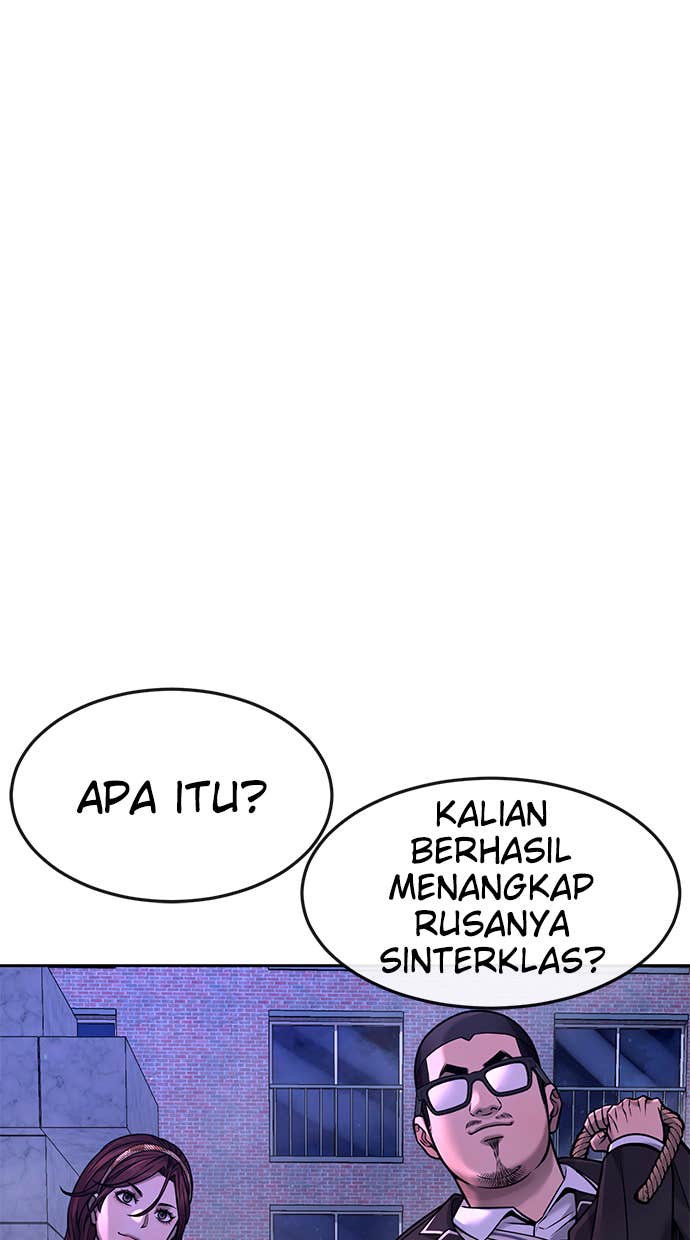 APA ITU?
KALIAN
BERHASIL
MENANGKAP
RUSANYA
SINTERKLAS?